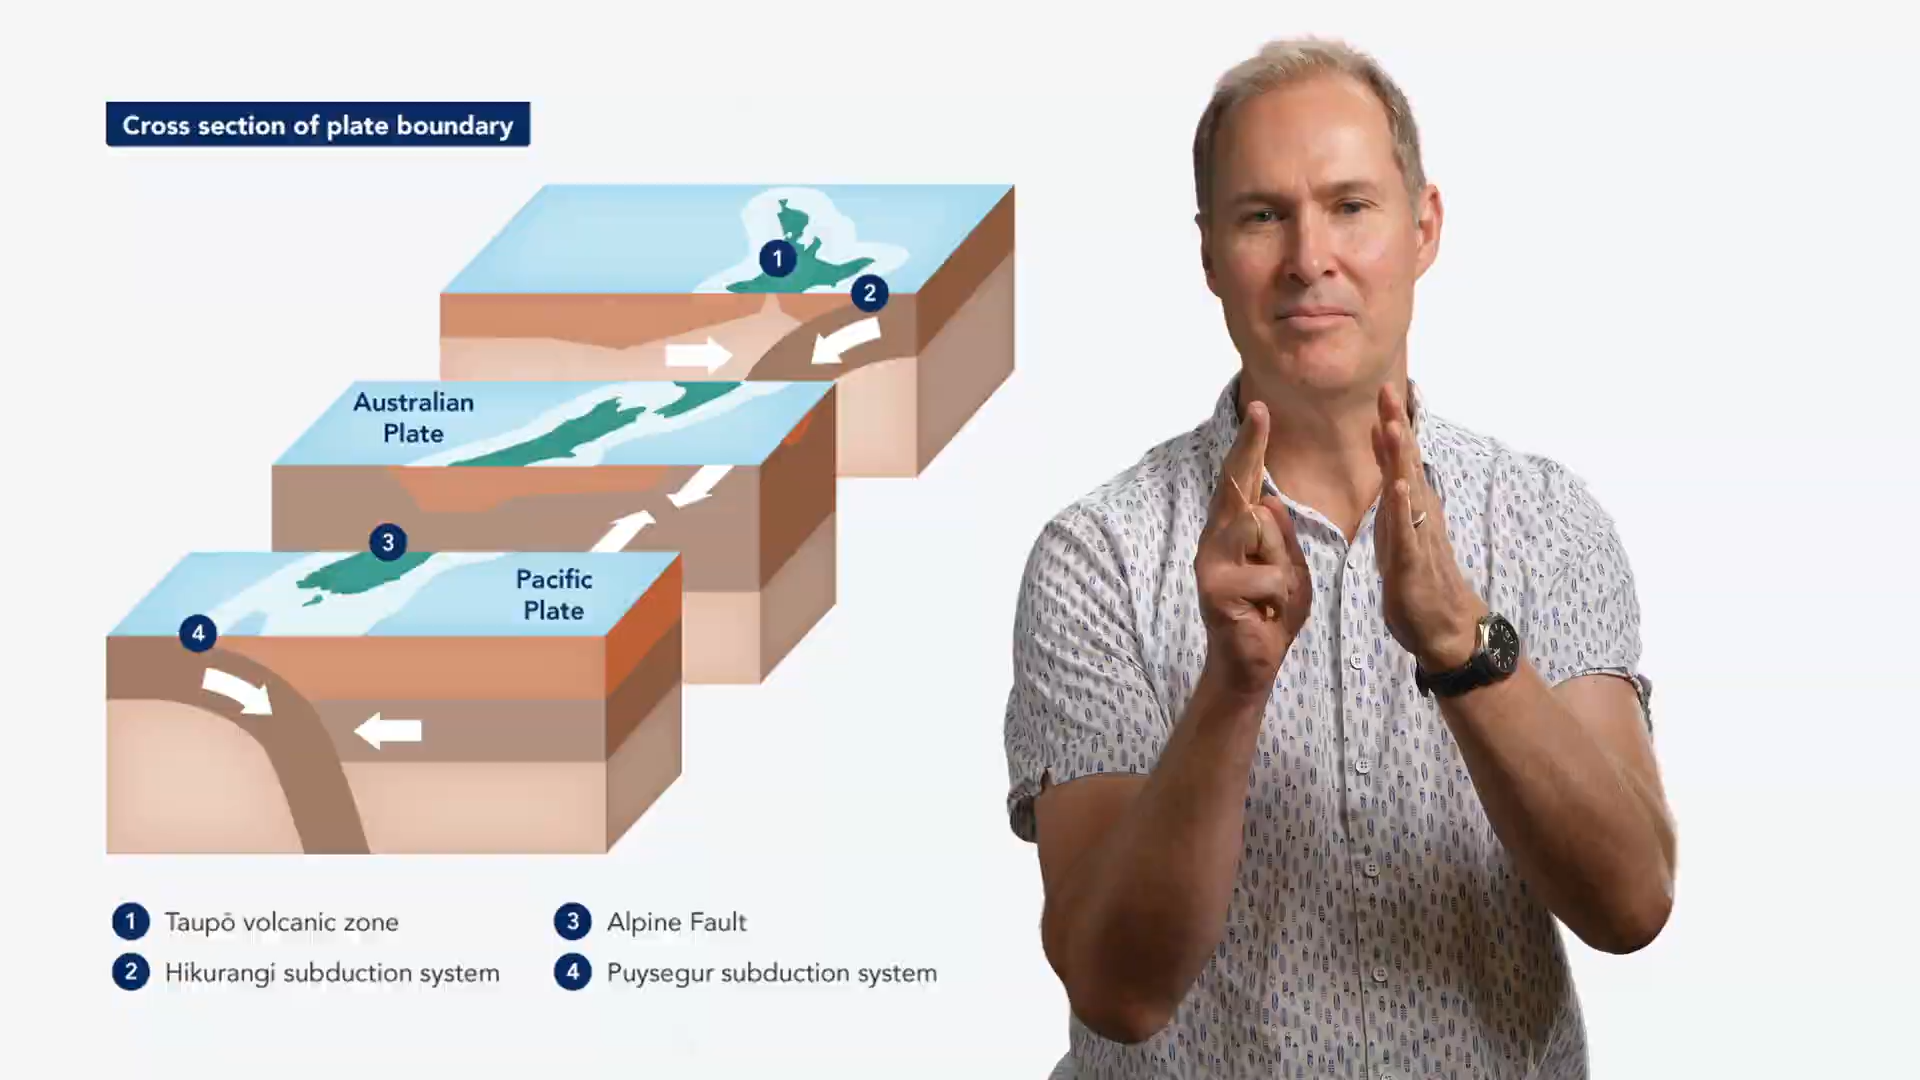 Cross section of plate boundary
1
2
Australian
Plate
3
Pacific
Plate
4
1 Taupō volcanic zone
3 Alpine Fault
2 Hikurangi subduction system
4 Puysegur subduction system